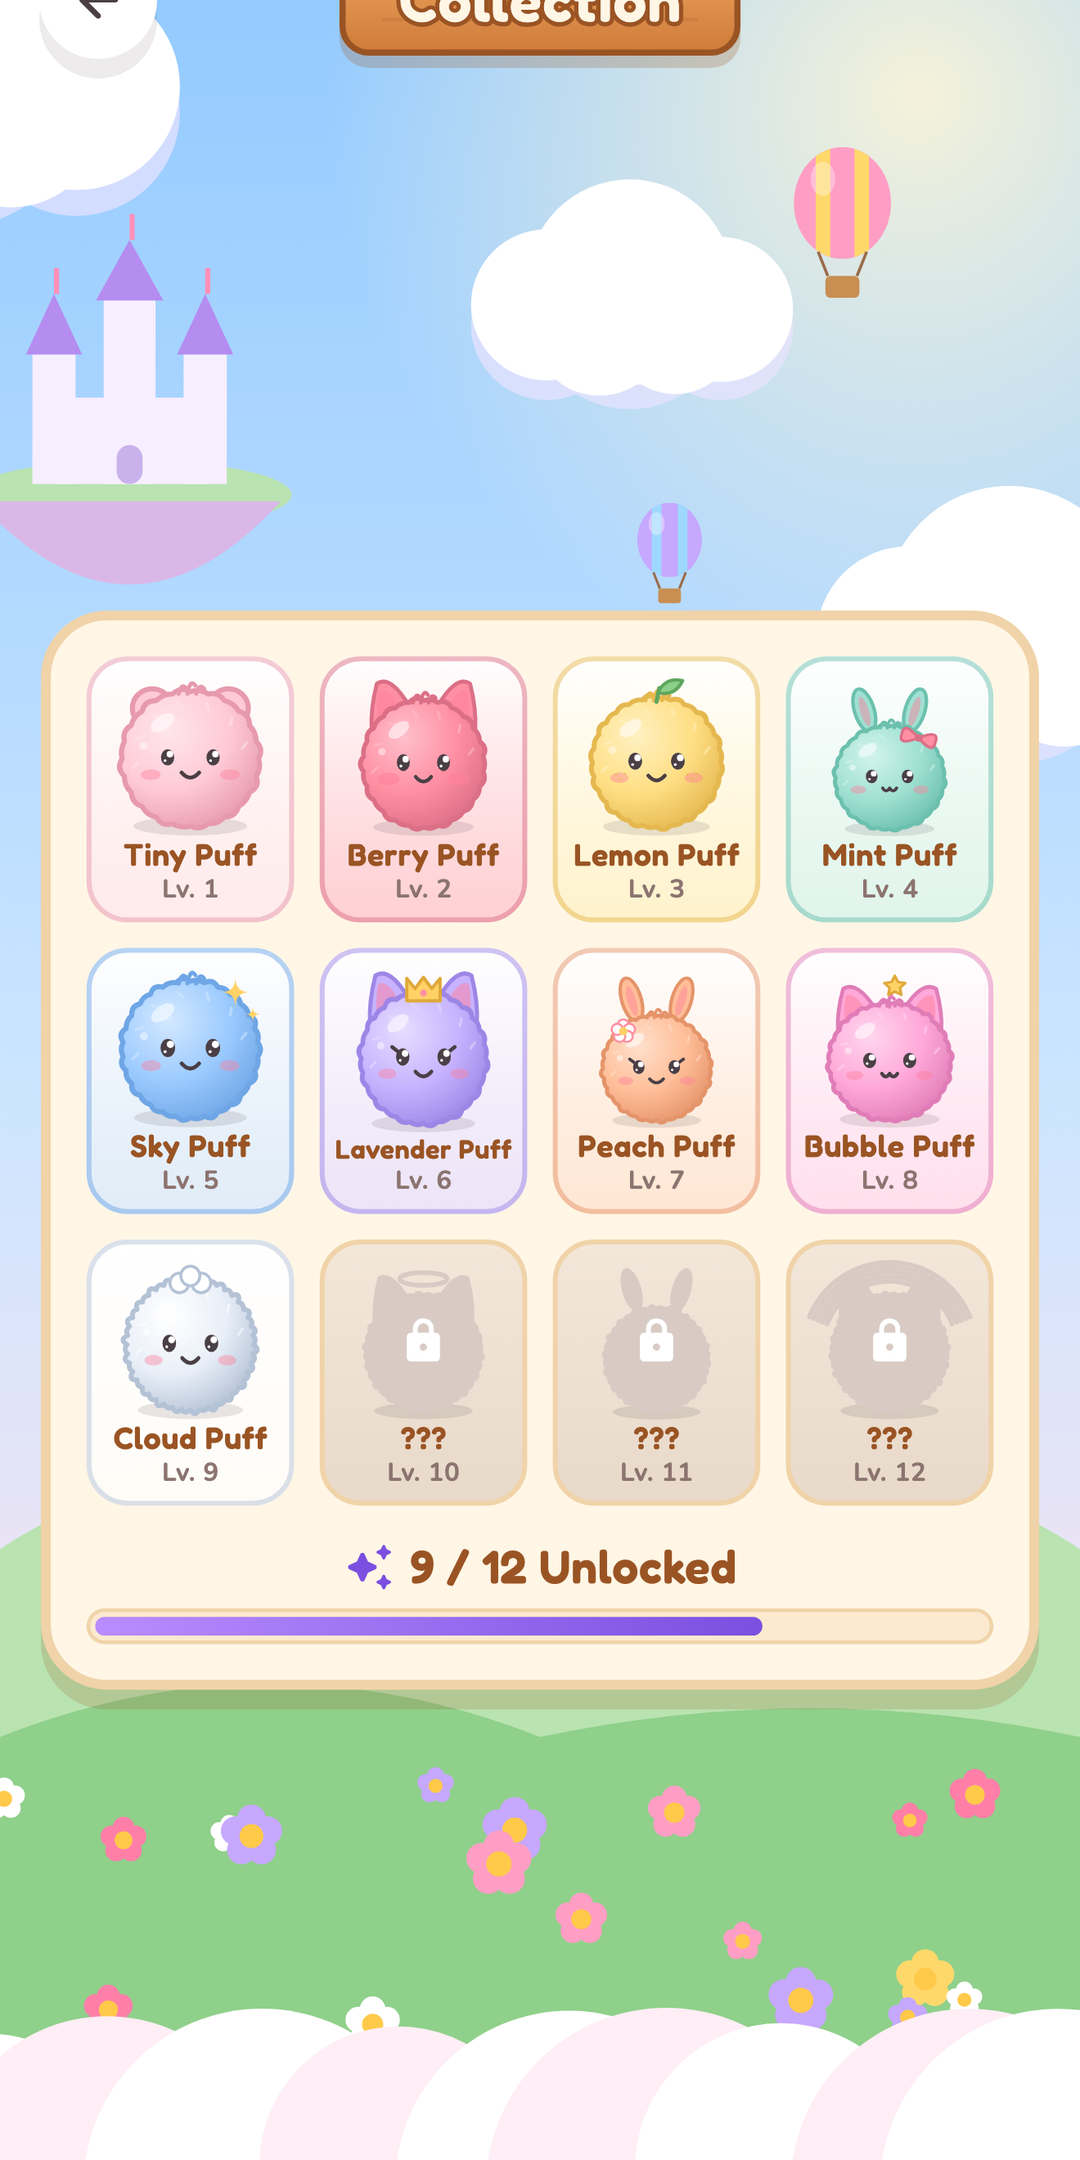 Collection
Tiny Puff
Lv. 1
Berry Puff
Lv. 2
Lemon Puff
Lv. 3
Mint Puff
Lv. 4
Sky Puff
Lv. 5
Lavender Puff
Lv. 6
Peach Puff
Lv. 7
Bubble Puff
Lv. 8
Cloud Puff
Lv. 9
???
Lv. 10
???
Lv. 11
???
Lv. 12
9 / 12 Unlocked